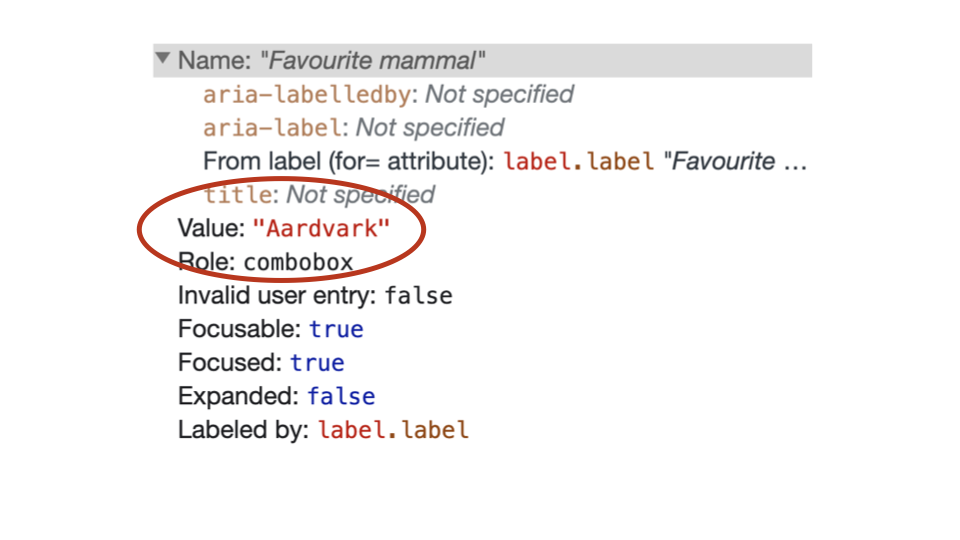 Name: "Favourite mammal"
aria-labelledby: Not specified
aria-label: Not specified
From label (for= attribute): label.label "Favourite …
title: Not specified
Value: "Aardvark"
Role: combobox
Invalid user entry: false
Focusable: true
Focused: true
Expanded: false
Labeled by: label.label